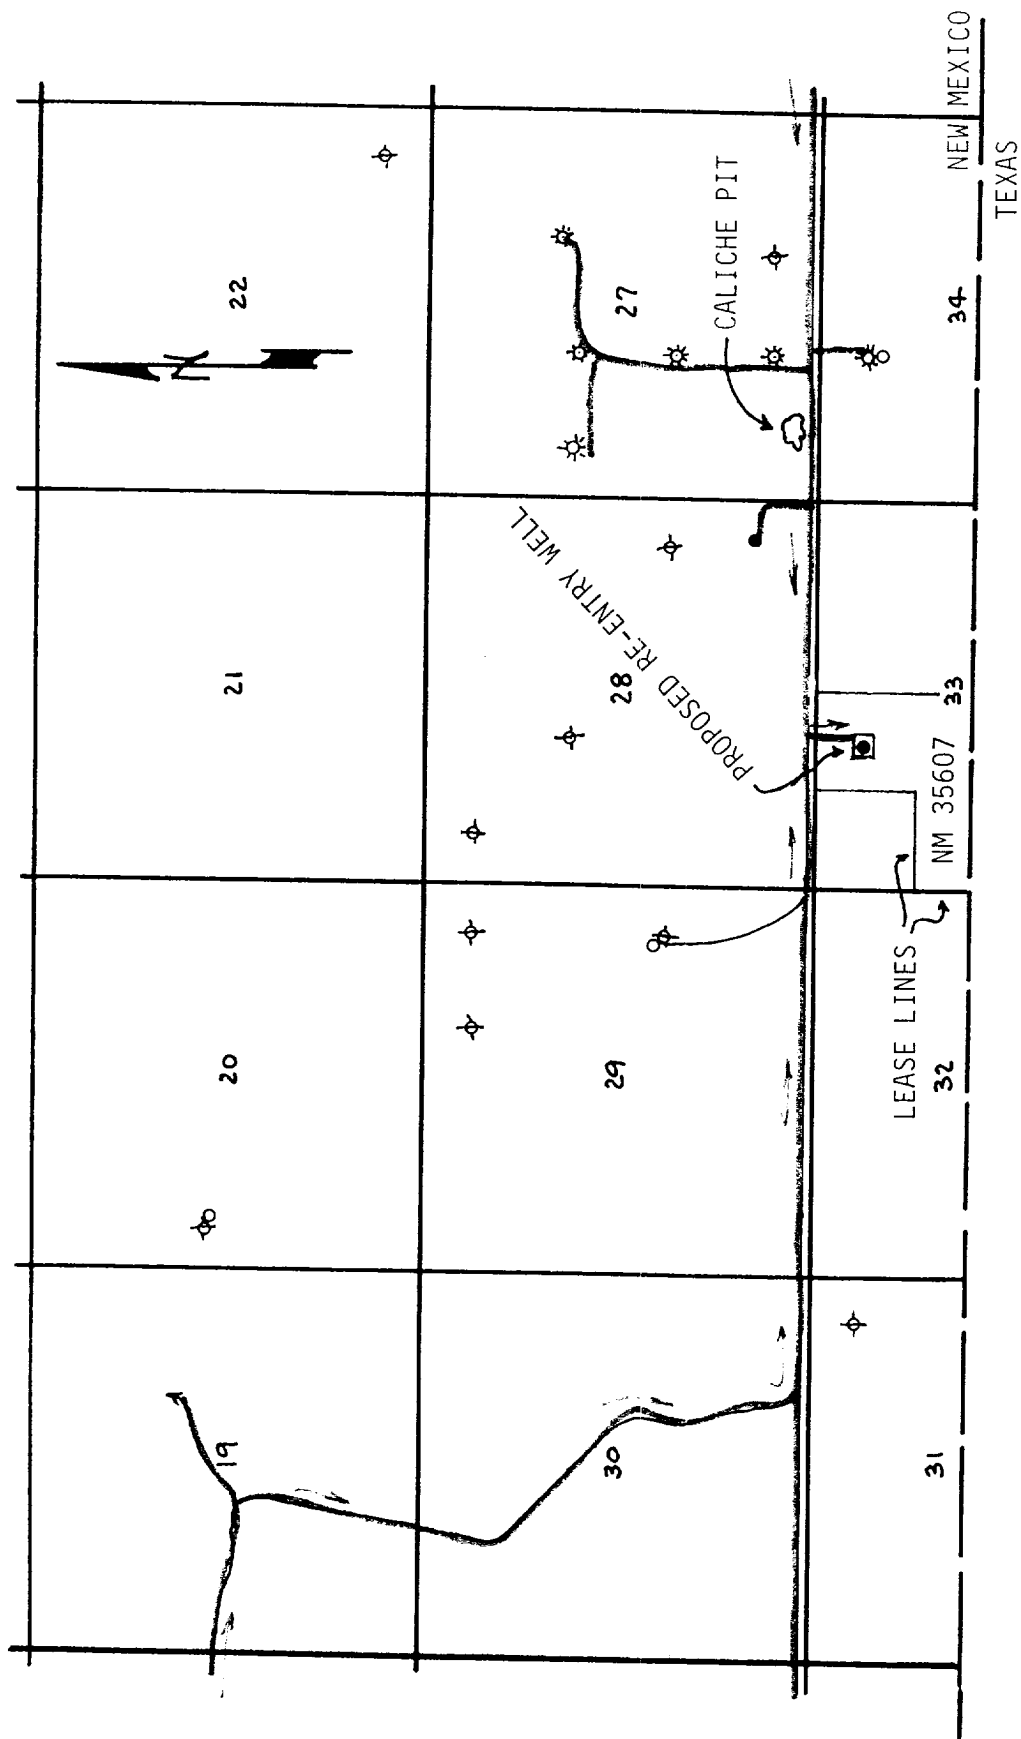 22
21
20
19
N
27
28
29
30
CALICHE PIT
PROPOSED RE-ENTRY WELL
34
33
32
31
NM 35607
LEASE LINES
NEW MEXICO
TEXAS